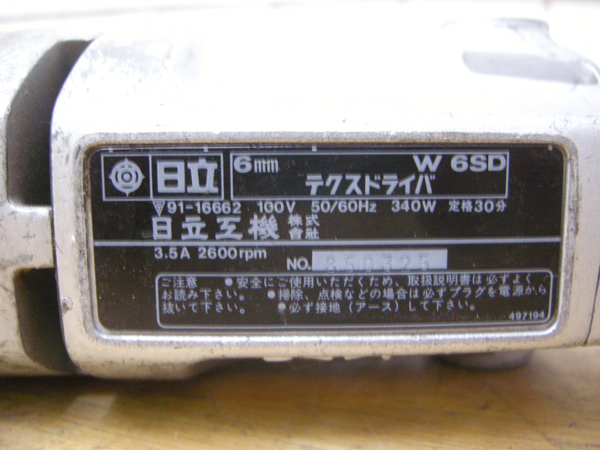 日立 6mm W 6SD
テクスドライバ
91-16662 100V 50/60Hz 340W 定格30分
日立工機 株式會社
3.5A 2600rpm
NO. 850325
ご注意 ●安全にご使用いただくため、取扱説明書は必ずよく
お読み下さい。 ●掃除、点検などの場合は必ずプラグを電源から
抜いて下さい。 ●必ず接地(アース)して下さい。
497194